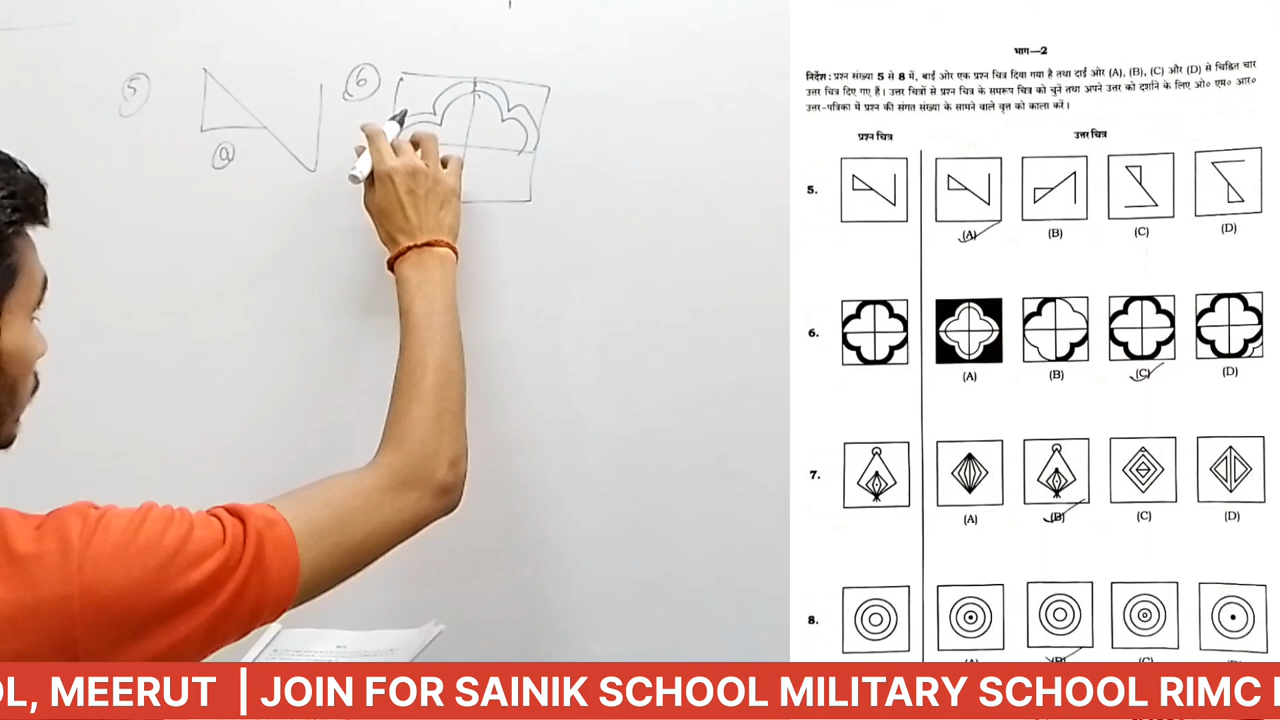 5
a
6
भाग—2
निर्देश : प्रश्न संख्या 5 से 8 में, बाईं ओर एक प्रश्न चित्र दिया गया है तथा दाईं ओर (A), (B), (C) और (D) से चिह्नित चार
उत्तर चित्र दिए गए हैं। उत्तर चित्रों से प्रश्न चित्र के समरूप चित्र को चुनें तथा अपने उत्तर को दर्शाने के लिए ओ० एम० आर०
उत्तर-पत्रिका में प्रश्न की संगत संख्या के सामने वाले वृत्त को काला करें।
प्रश्न चित्र उत्तर चित्र
5.
(A) (B) (C) (D)
6.
(A) (B) (C) (D)
7.
(A) (B) (C) (D)
8.
(A) (B) (C)
OL, MEERUT | JOIN FOR SAINIK SCHOOL MILITARY SCHOOL RIMC